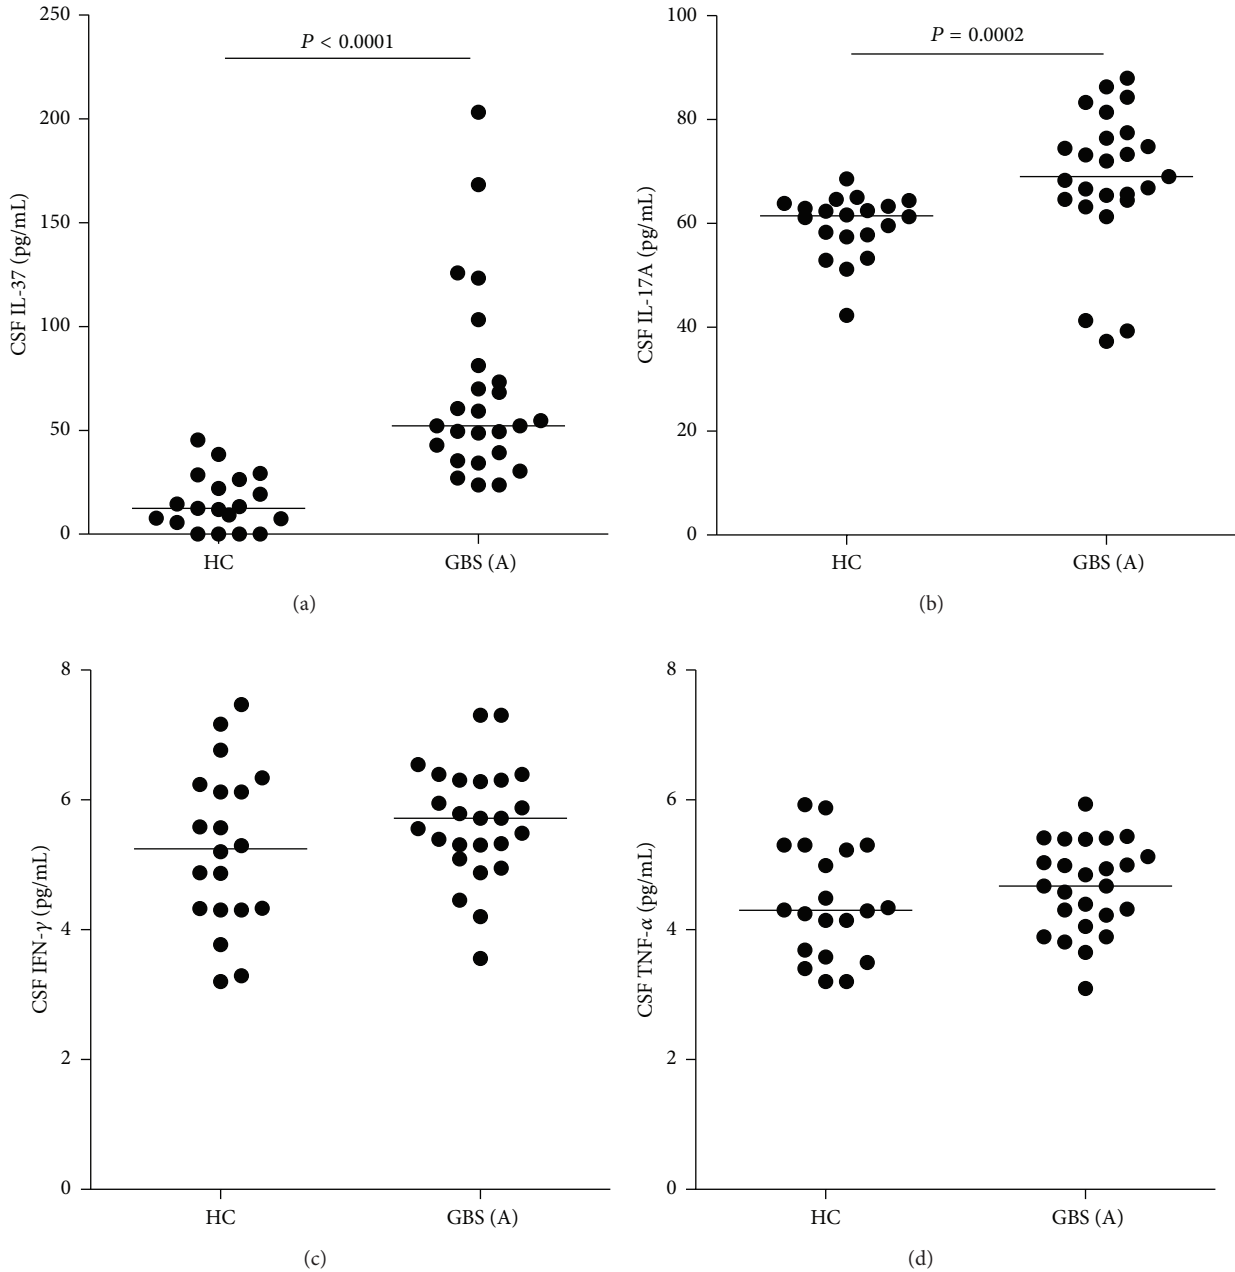 250
200
150
100
50
0
CSF IL-37 (pg/mL)
P < 0.0001
HC
GBS (A)
(a)
100
80
60
40
20
0
CSF IL-17A (pg/mL)
P = 0.0002
HC
GBS (A)
(b)
8
6
4
2
0
CSF IFN-γ (pg/mL)
HC
GBS (A)
(c)
8
6
4
2
0
CSF TNF-α (pg/mL)
HC
GBS (A)
(d)